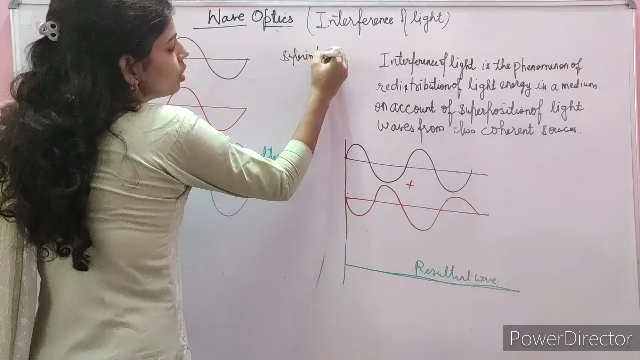 Wave Optics (Interference of light)
Interference of light is the phenomenon of
redistribution of light energy in a medium
on account of superposition of light
waves from two coherent sources.
+
Resultant wave
PowerDirector